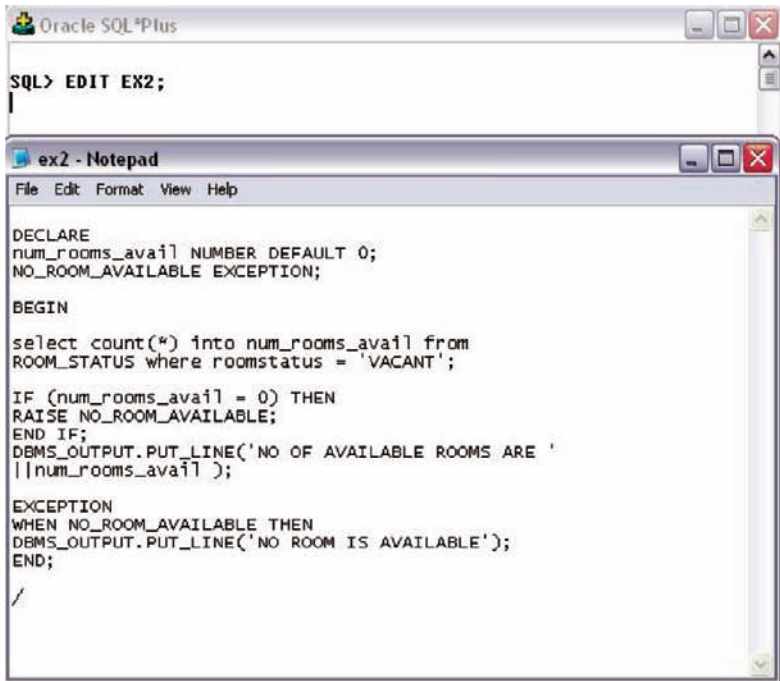 Oracle SQL*Plus
SQL> EDIT EX2;
ex2 - Notepad
File Edit Format View Help
DECLARE
num_rooms_avail NUMBER DEFAULT 0;
NO_ROOM_AVAILABLE EXCEPTION;
BEGIN
select count(*) into num_rooms_avail from
ROOM_STATUS where roomstatus = 'VACANT';
IF (num_rooms_avail = 0) THEN
RAISE NO_ROOM_AVAILABLE;
END IF;
DBMS_OUTPUT.PUT_LINE('NO OF AVAILABLE ROOMS ARE '
||num_rooms_avail );
EXCEPTION
WHEN NO_ROOM_AVAILABLE THEN
DBMS_OUTPUT.PUT_LINE('NO ROOM IS AVAILABLE');
END;
/